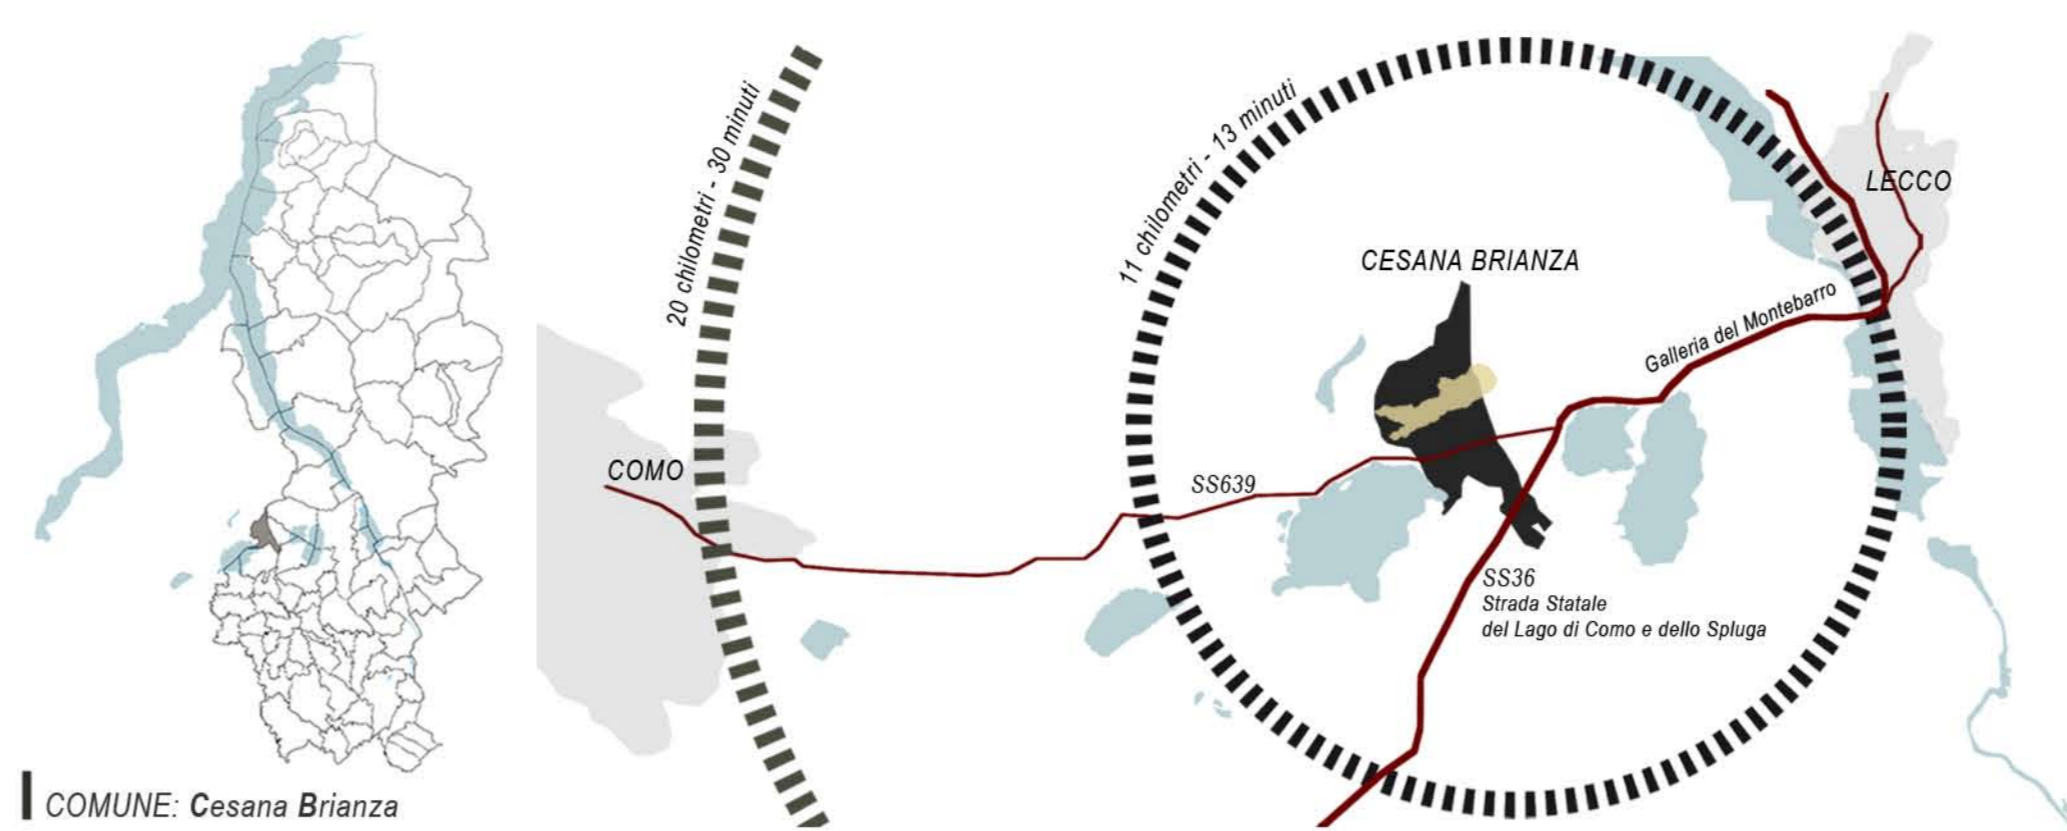 20 chilometri - 30 minuti
11 chilometri - 13 minuti
LECCO
CESANA BRIANZA
Galleria del Montebarro
COMO
SS639
SS36
Strada Statale
del Lago di Como e dello Spluga
COMUNE: Cesana Brianza